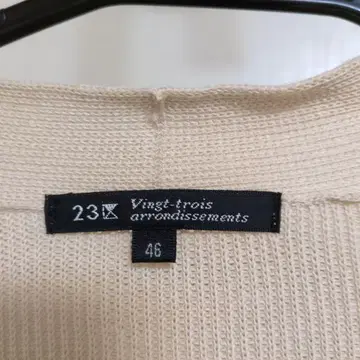 23区 Vingt-trois
arrondissements
46